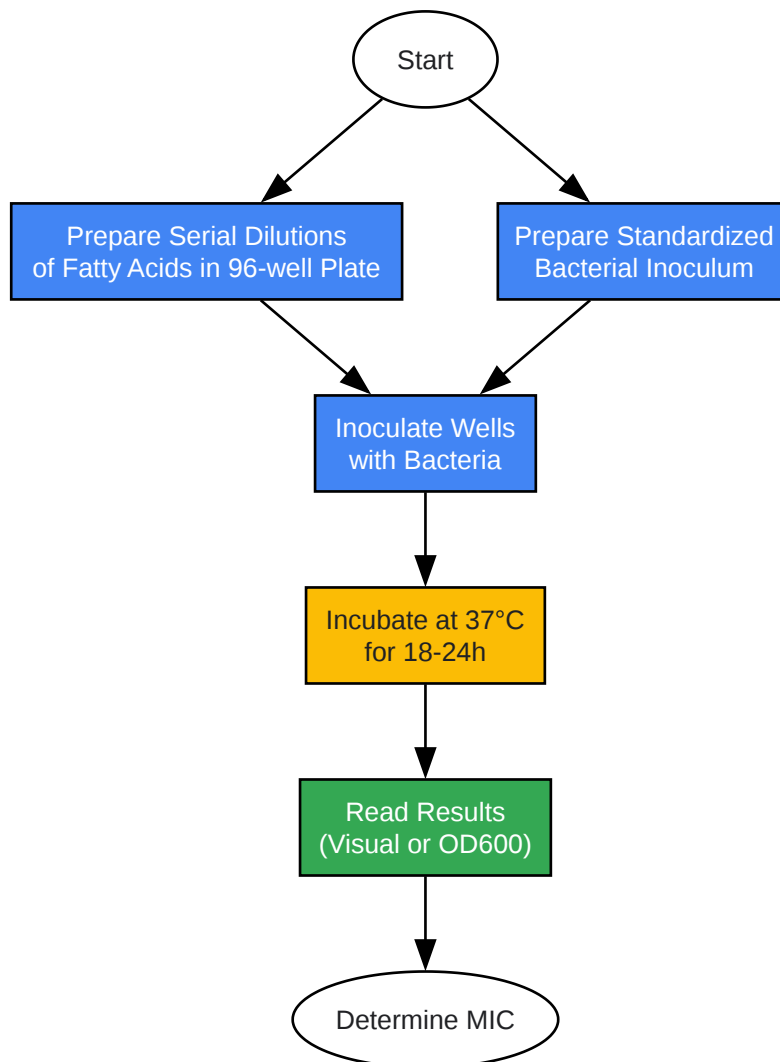 Start
Prepare Serial Dilutions
of Fatty Acids in 96-well Plate
Prepare Standardized
Bacterial Inoculum
Inoculate Wells
with Bacteria
Incubate at 37°C
for 18-24h
Read Results
(Visual or OD600)
Determine MIC